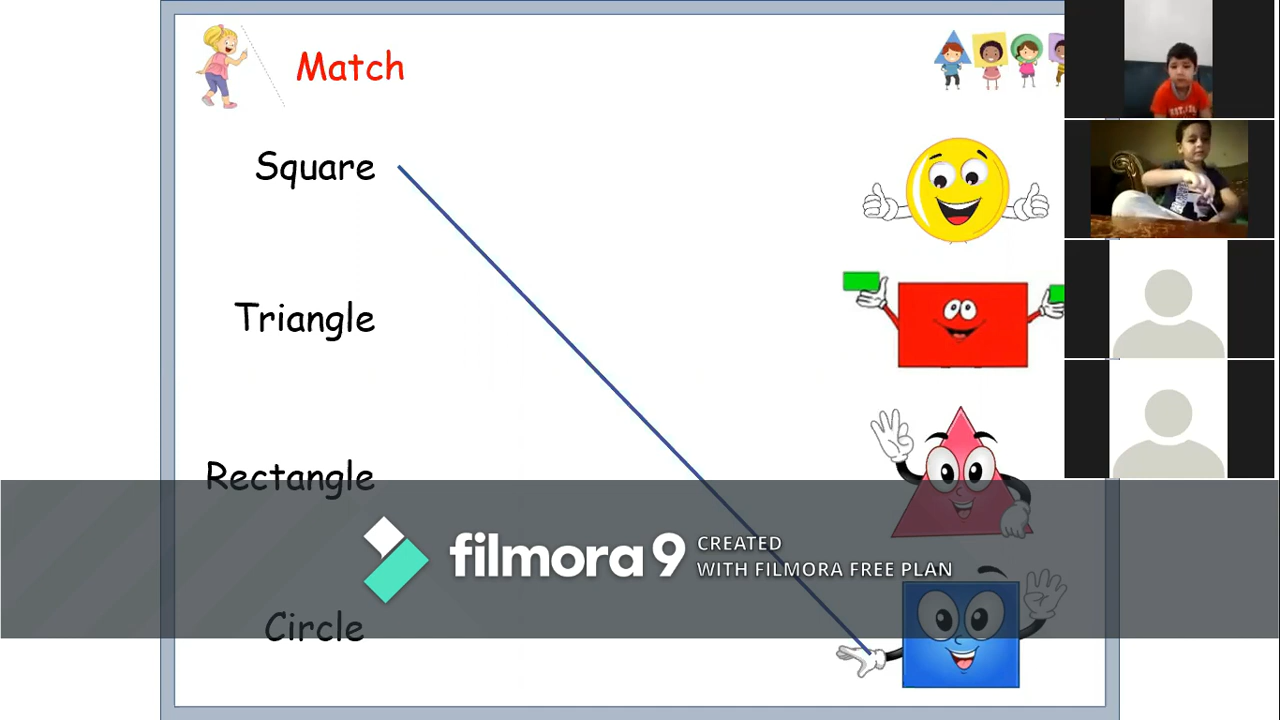 Match
Square
Triangle
Rectangle
filmora9 CREATED
WITH FILMORA FREE PLAN
Circle